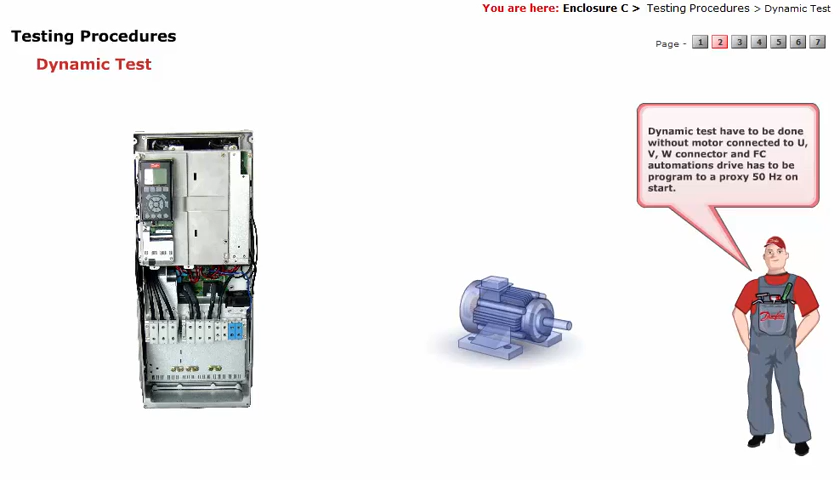 You are here: Enclosure C > Testing Procedures > Dynamic Test
Testing Procedures
Page - 1 2 3 4 5 6 7
Dynamic Test
Dynamic test have to be done
without motor connected to U,
V, W connector and FC
automations drive has to be
program to a proxy 50 Hz on
start.
Danfoss